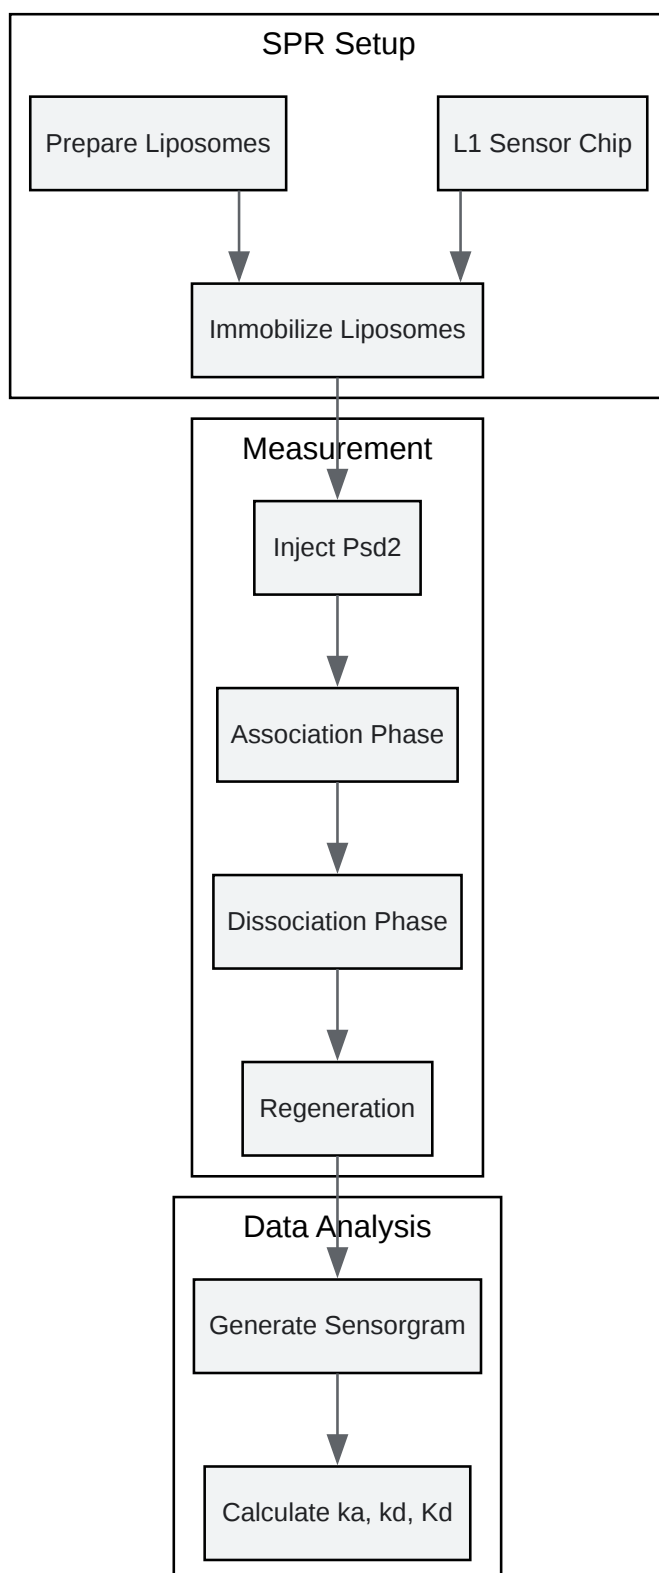 SPR Setup
Prepare Liposomes
L1 Sensor Chip
Immobilize Liposomes
Measurement
Inject Psd2
Association Phase
Dissociation Phase
Regeneration
Data Analysis
Generate Sensorgram
Calculate ka, kd, Kd